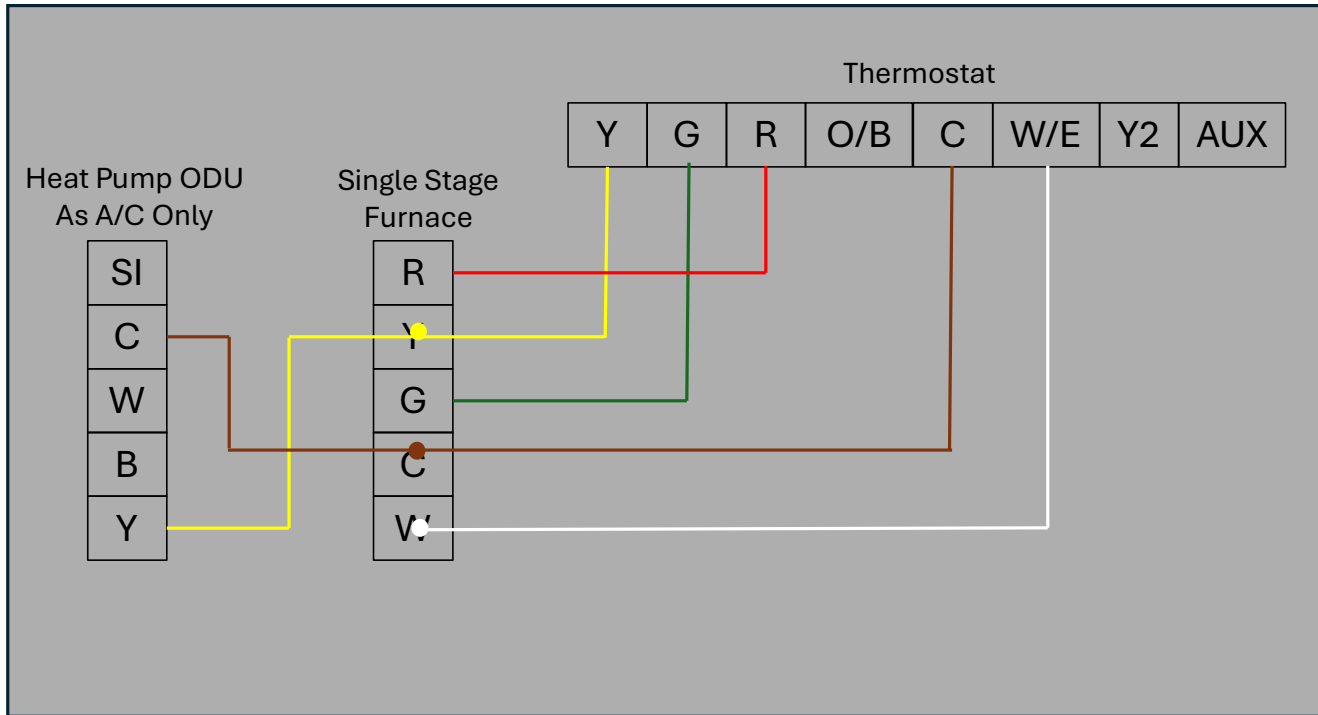 Thermostat
Y G R O/B C W/E Y2 AUX
Heat Pump ODU
As A/C Only
SI
C
W
B
Y
Single Stage
Furnace
R
Y
G
C
W